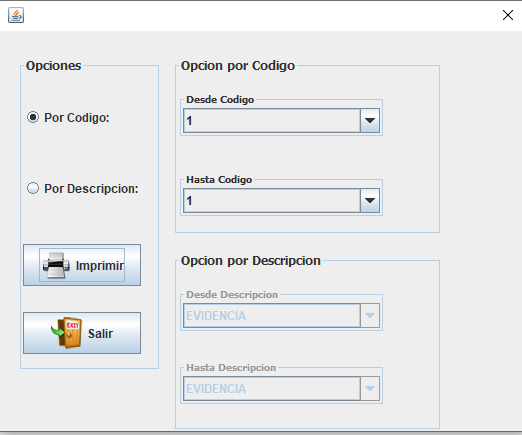 Opciones
Por Codigo:
Por Descripcion:
Imprimir
EXIT
Salir
Opcion por Codigo
Desde Codigo
1
Hasta Codigo
1
Opcion por Descripcion
Desde Descripcion
EVIDENCIA
Hasta Descripcion
EVIDENCIA